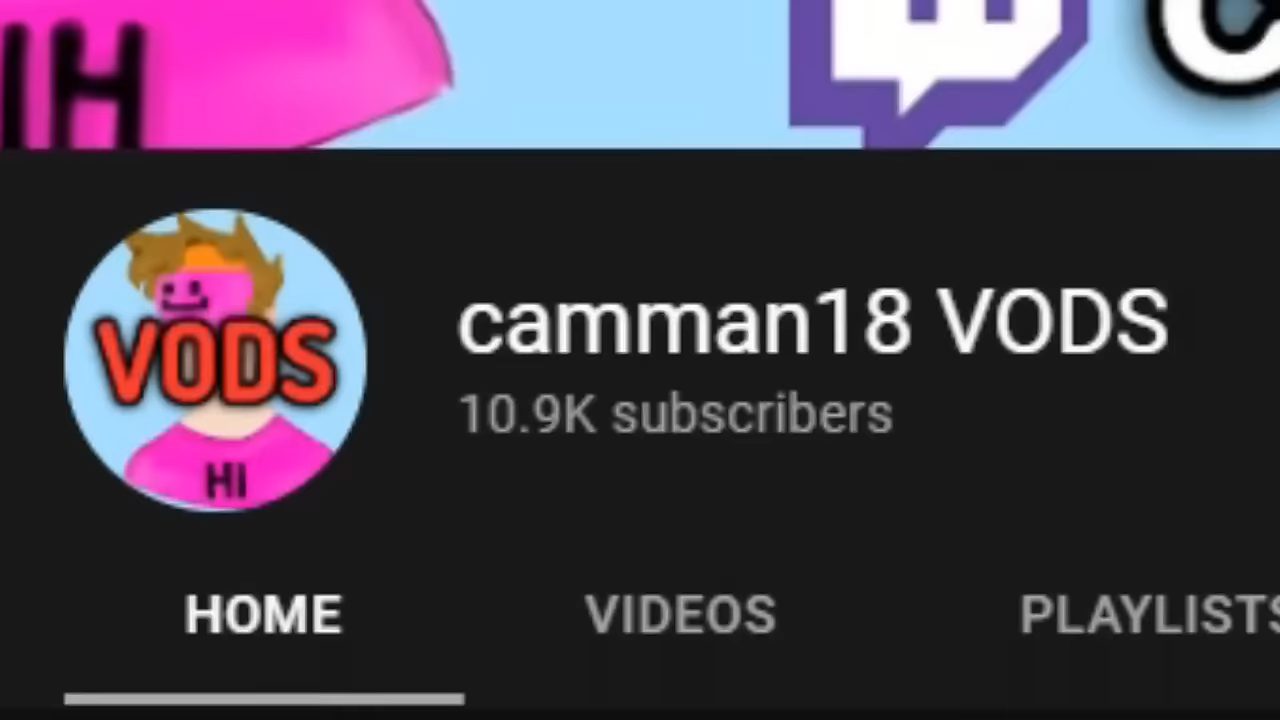 IH
C
VODS
HI
camman18 VODS
10.9K subscribers
HOME
VIDEOS
PLAYLISTS